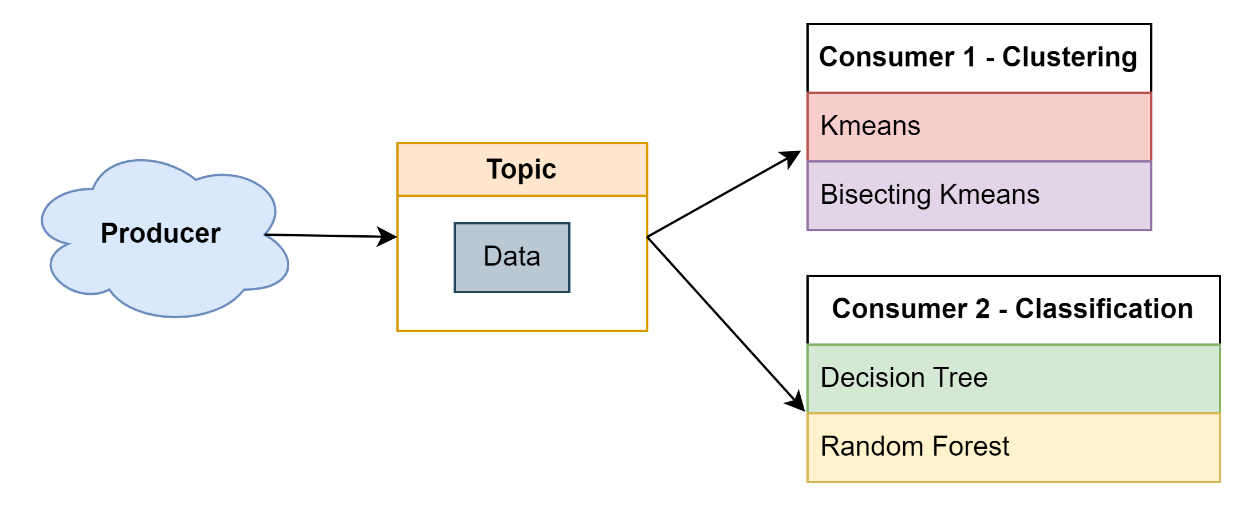 Producer
Topic
Data
Consumer 1 - Clustering
Kmeans
Bisecting Kmeans
Consumer 2 - Classification
Decision Tree
Random Forest